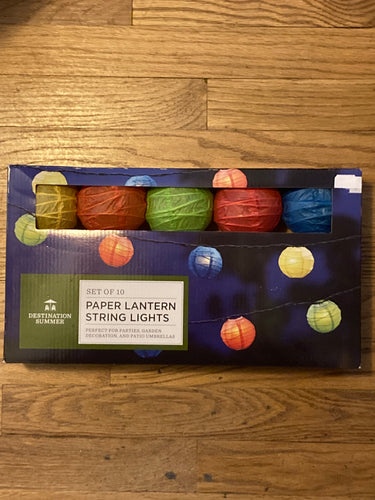 SET OF 10
PAPER LANTERN
STRING LIGHTS
PERFECT FOR PARTIES, GARDEN
DECORATION, AND PATIO UMBRELLAS
DESTINATION
SUMMER